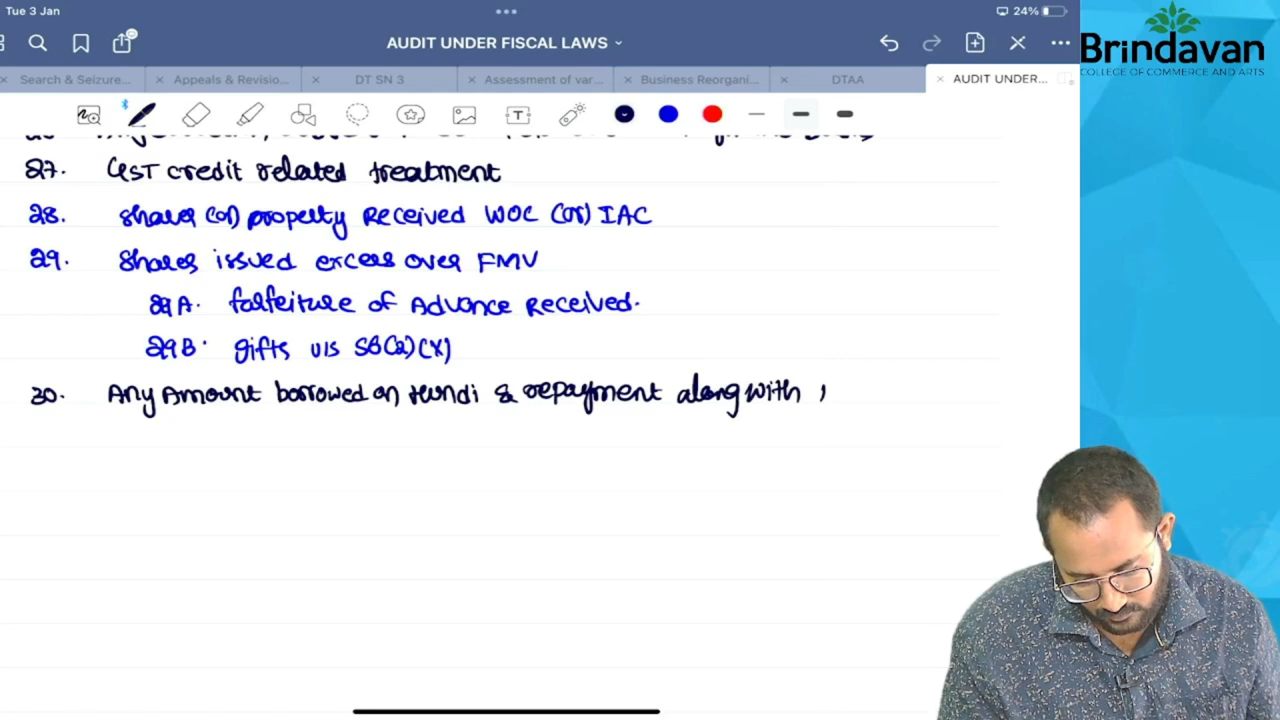 Tue 3 Jan
24%
AUDIT UNDER FISCAL LAWS
Brindavan
COLLEGE OF COMMERCE AND ARTS
Search & Seizure...
Appeals & Revisio...
DT SN 3
Assessment of var...
Business Reorgani...
DTAA
AUDIT UNDER...
27. GST credit related treatment
28. Shares (or) property Received WOC (or) IAC
29. Shares issued excess over FMV
29A. forfeiture of Advance Received.
29B. gifts u/s 56(2)(X)
30. Any Amount borrowed on Hundi & repayment along with